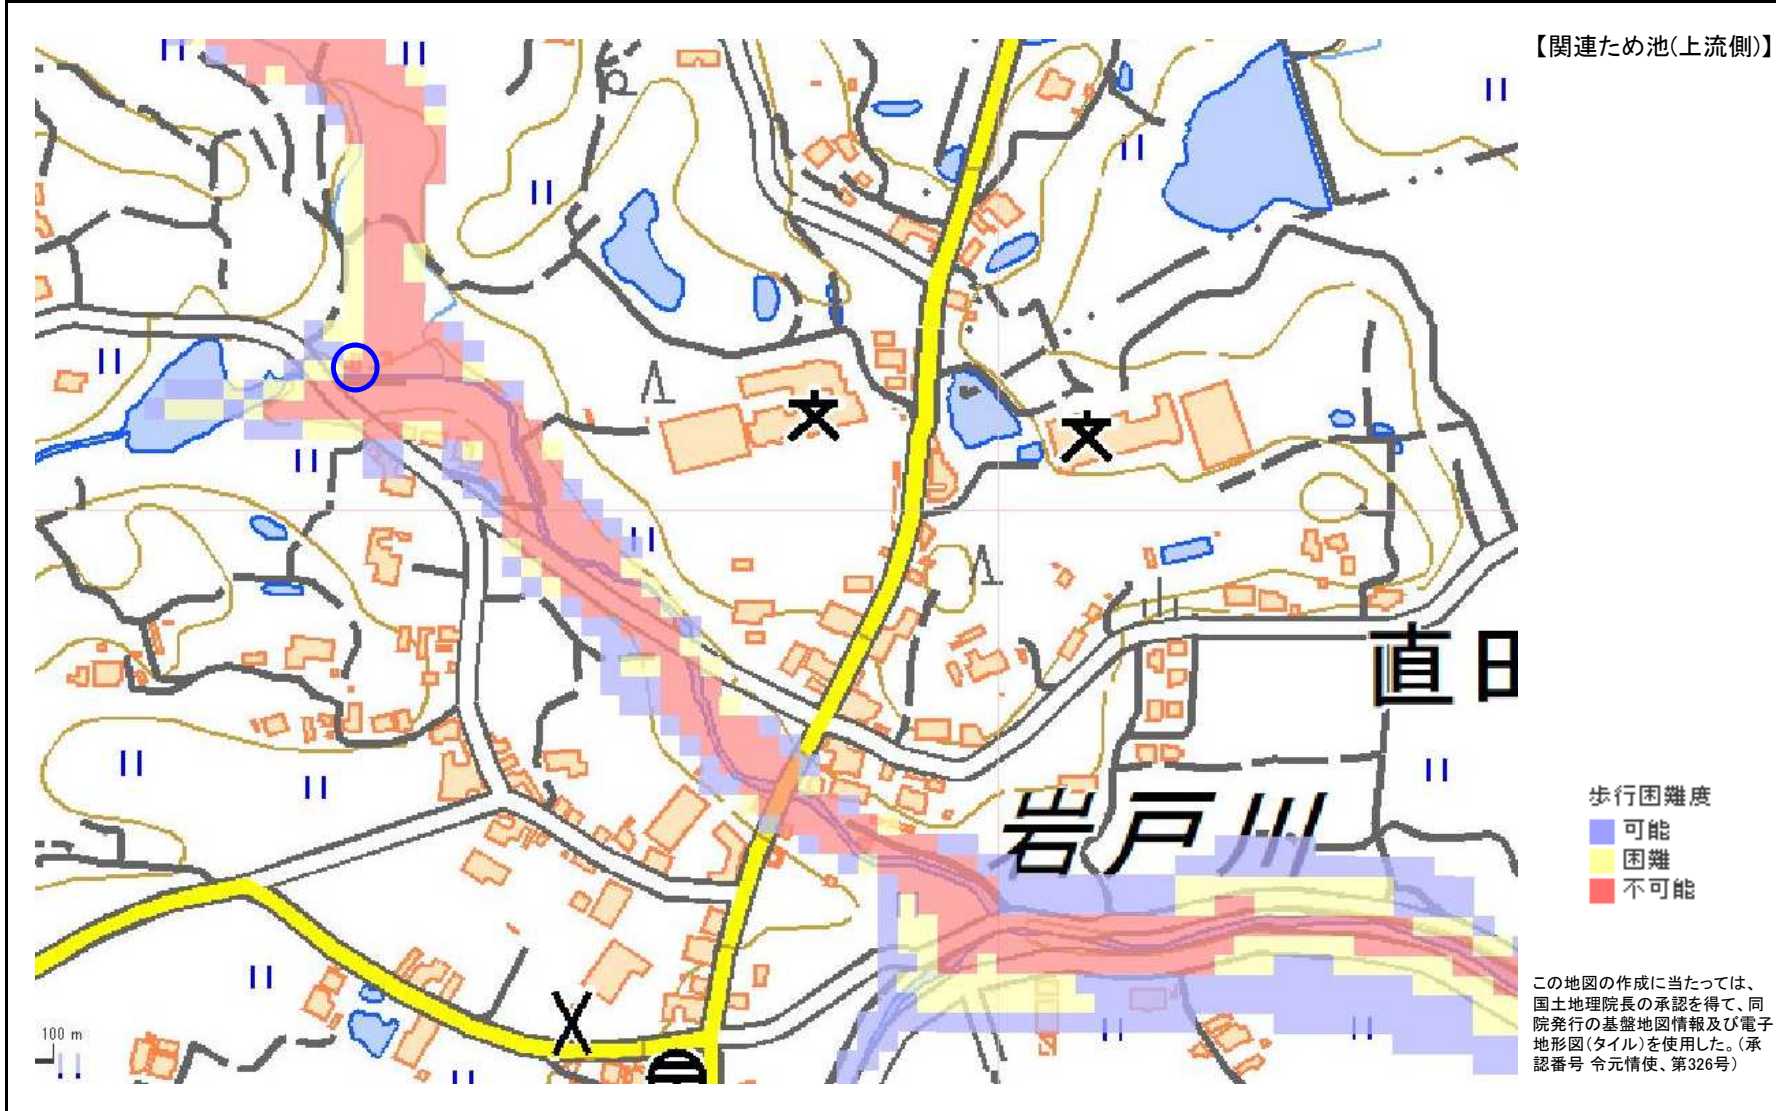 【関連ため池(上流側)】
文
文
直田
岩戸川
歩行困難度
可能
困難
不可能
この地図の作成に当たっては、
国土地理院長の承認を得て、同
院発行の基盤地図情報及び電子
地形図(タイル)を使用した。(承
認番号 令元情使、第326号)
100 m